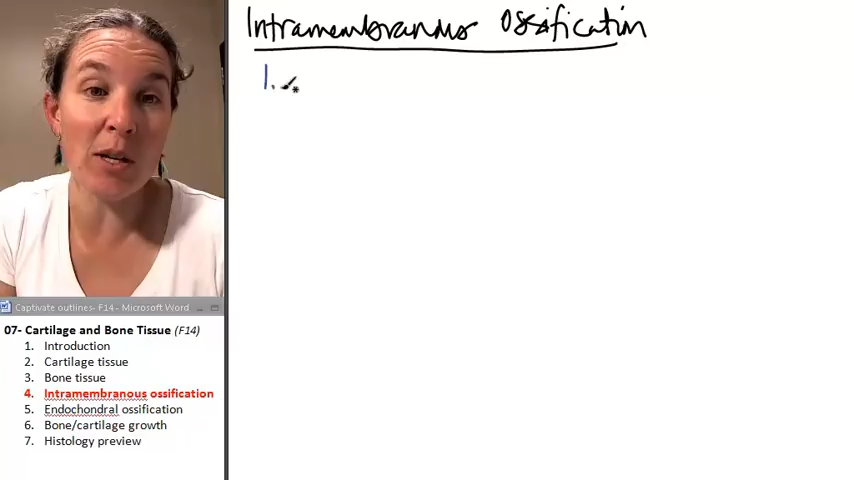 Intramembranous Ossification
1.
Captivate outlines- F14 - Microsoft Word
07- Cartilage and Bone Tissue (F14)
1. Introduction
2. Cartilage tissue
3. Bone tissue
4. Intramembranous ossification
5. Endochondral ossification
6. Bone/cartilage growth
7. Histology preview